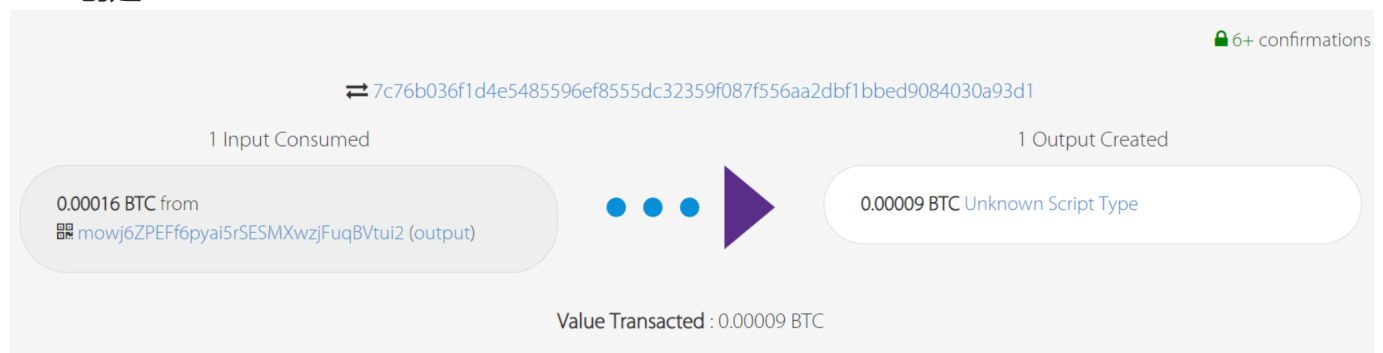 6+ confirmations
7c76b036f1d4e5485596ef8555dc32359f087f556aa2dbf1bbed9084030a93d1
1 Input Consumed
1 Output Created
0.00016 BTC from
mowj6ZPEFf6pyai5rSESMXwzjFuqBVtui2 (output)
0.00009 BTC Unknown Script Type
Value Transacted : 0.00009 BTC